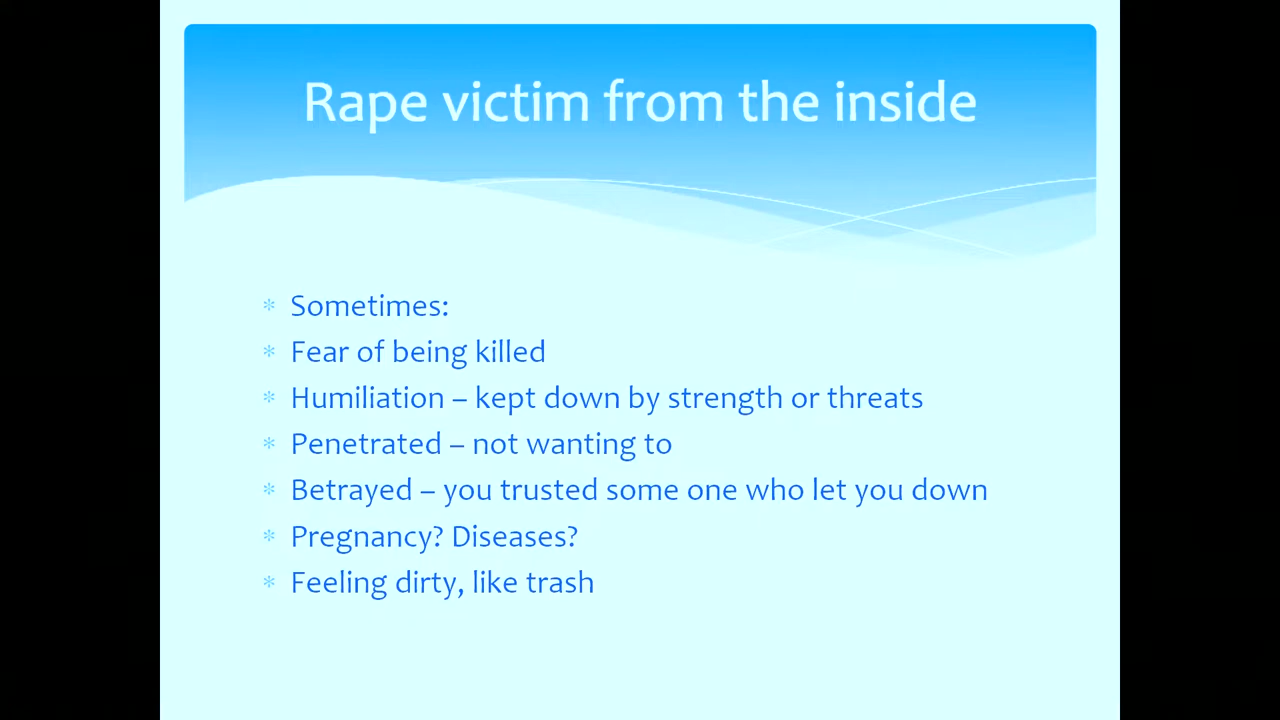 Rape victim from the inside
* Sometimes:
* Fear of being killed
* Humiliation – kept down by strength or threats
* Penetrated – not wanting to
* Betrayed – you trusted some one who let you down
* Pregnancy? Diseases?
* Feeling dirty, like trash